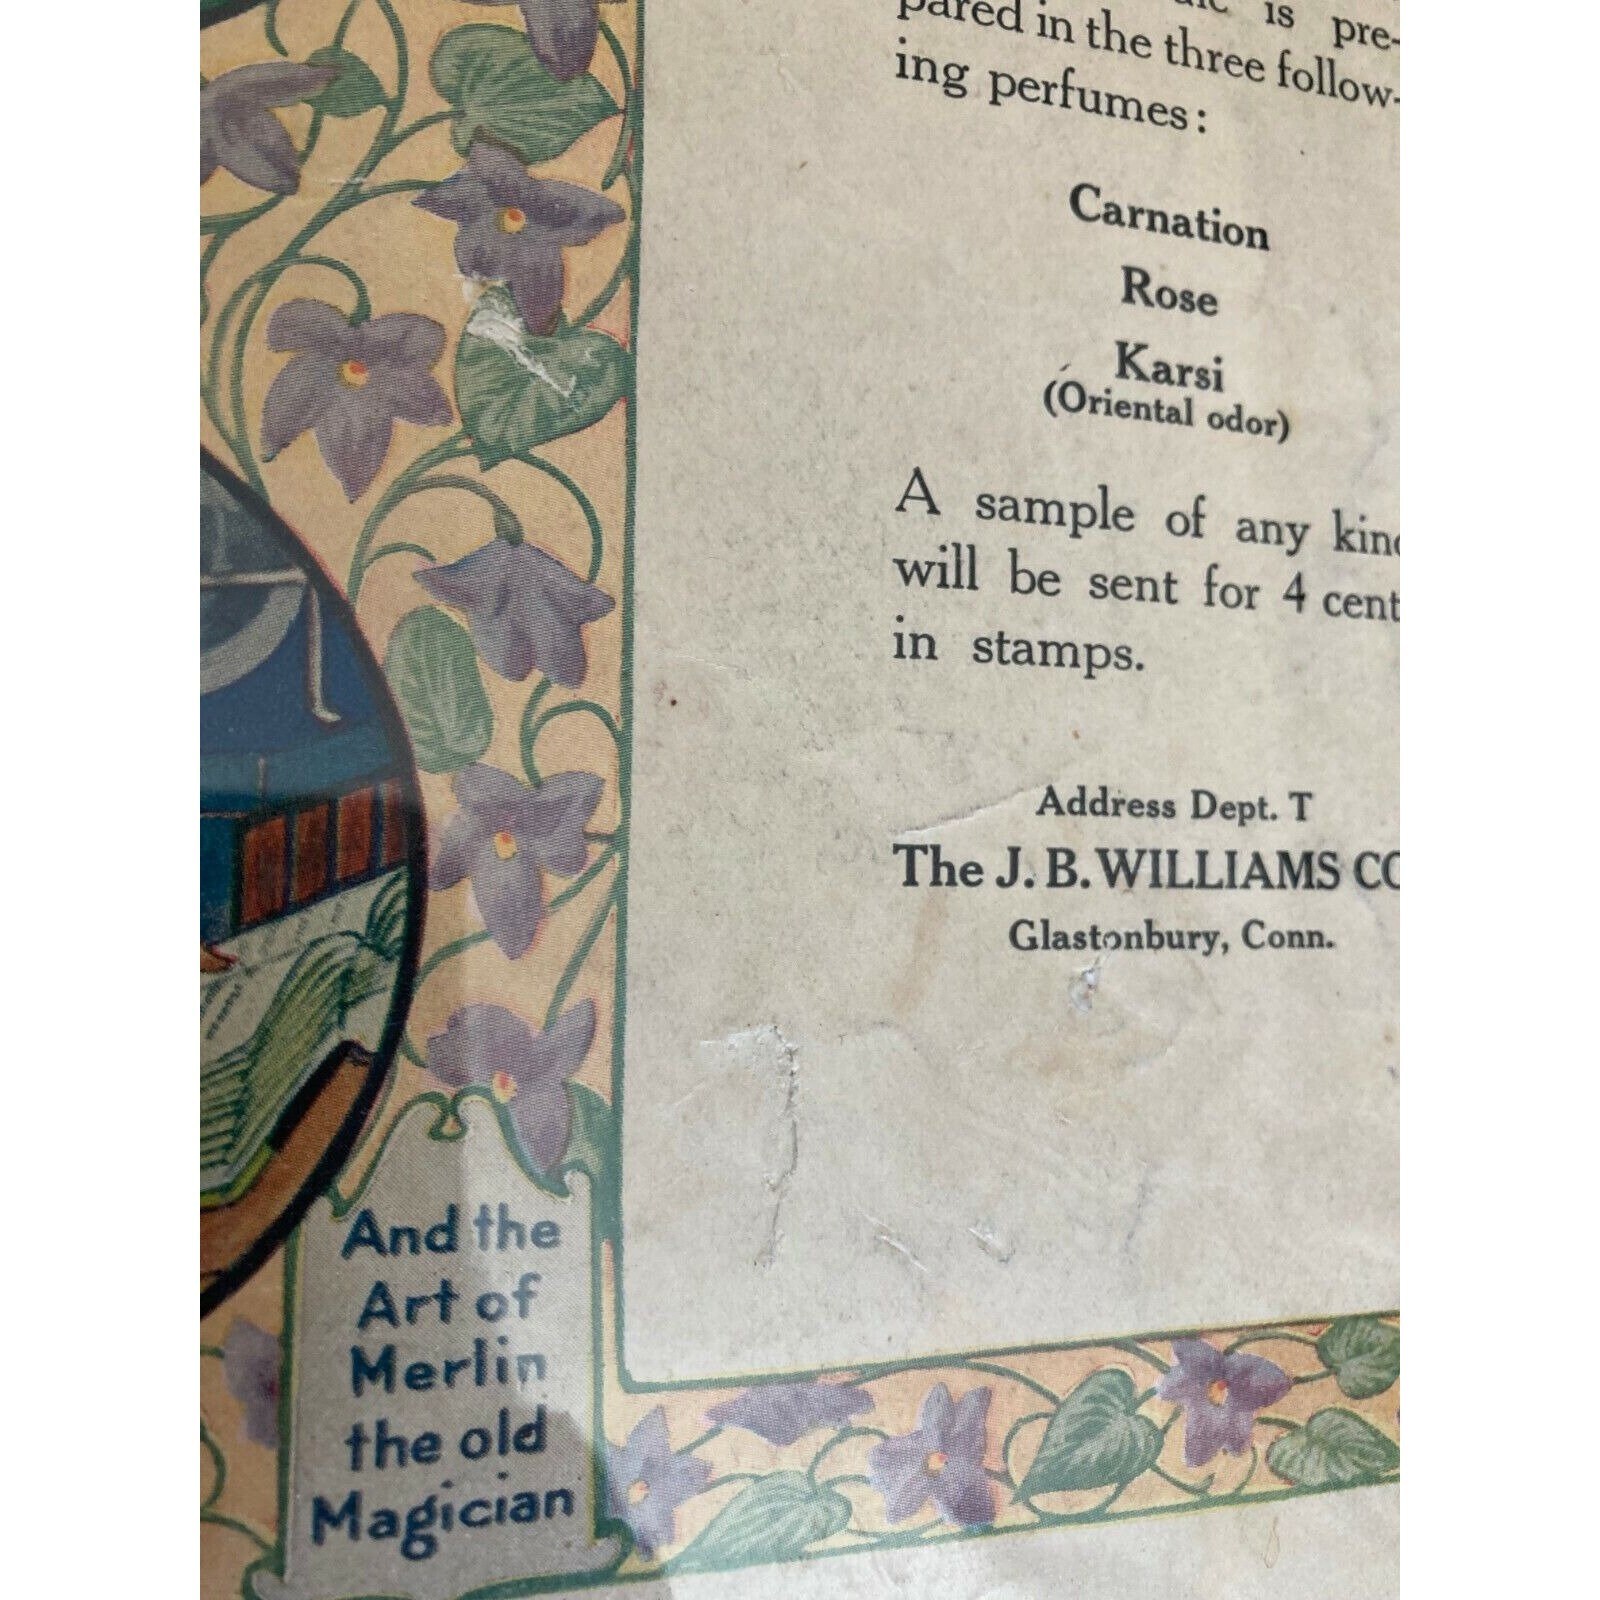 is pre-
pared in the three follow-
ing perfumes:
Carnation
Rose
Karsi
(Oriental odor)
A sample of any kind
will be sent for 4 cent
in stamps.
Address Dept. T
The J. B. WILLIAMS CO
Glastonbury, Conn.
And the
Art of
Merlin
the old
Magician